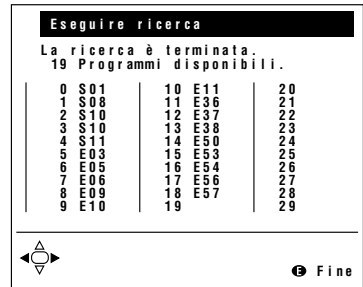 Eseguire ricerca
La ricerca è terminata.
19 Programmi disponibili.
0 S01 10 E11 20
1 S08 11 E36 21
2 S10 12 E37 22
3 S10 13 E38 23
4 S11 14 E50 24
5 E03 15 E53 25
6 E05 16 E54 26
7 E06 17 E56 27
8 E09 18 E57 28
9 E10 19 29
E Fine